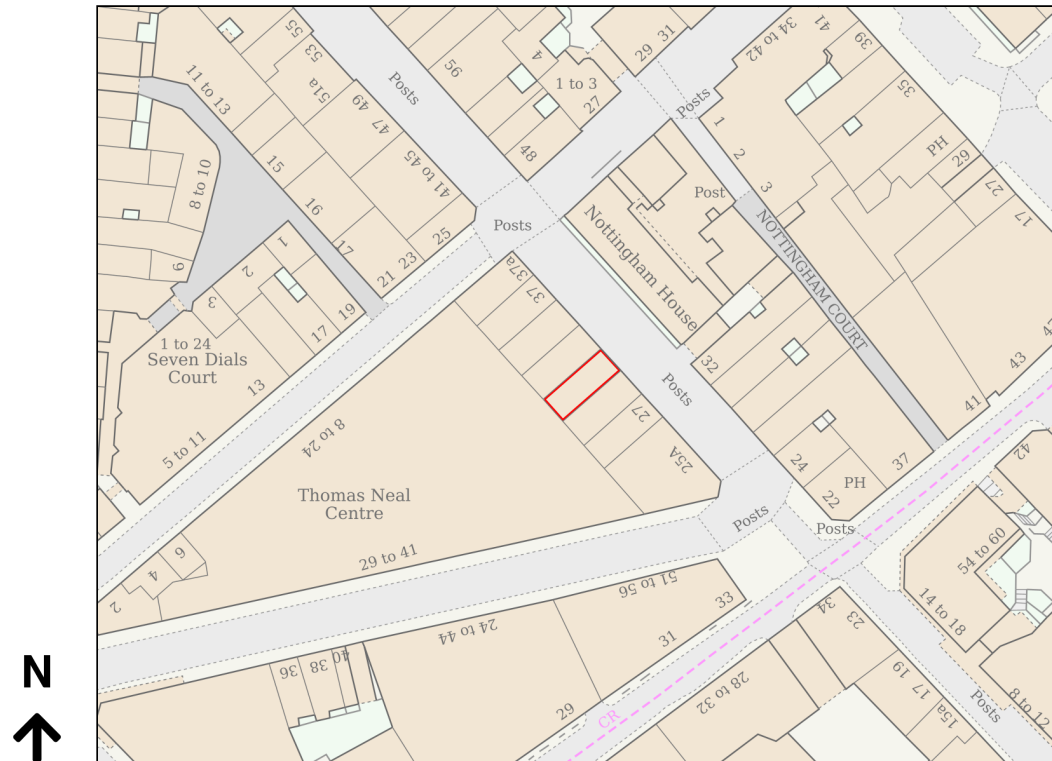 55
53
51a
49
47
41 to 45
Posts
56
4
1 to 3
27
48
29
31
Posts
34 to 42
41
39
35
PH
29
27
17
1
2
3
Post
NOTTINGHAM COURT
Nottingham House
11 to 13
15
16
17
8 to 10
9
1
2
3
25
23
21
19
17
13
5 to 11
1 to 24
Seven Dials
Court
Posts
37a
37
27
25A
Posts
32
24
22
PH
37
41
43
8 to 24
Thomas Neal
Centre
29 to 41
6
4
2
Posts
Posts
42
54 to 60
14 to 18
51 to 56
33
31
29
24 to 44
40
38
36
CR
28 to 32
34
23
19
17
15a
Posts
8 to 12
N